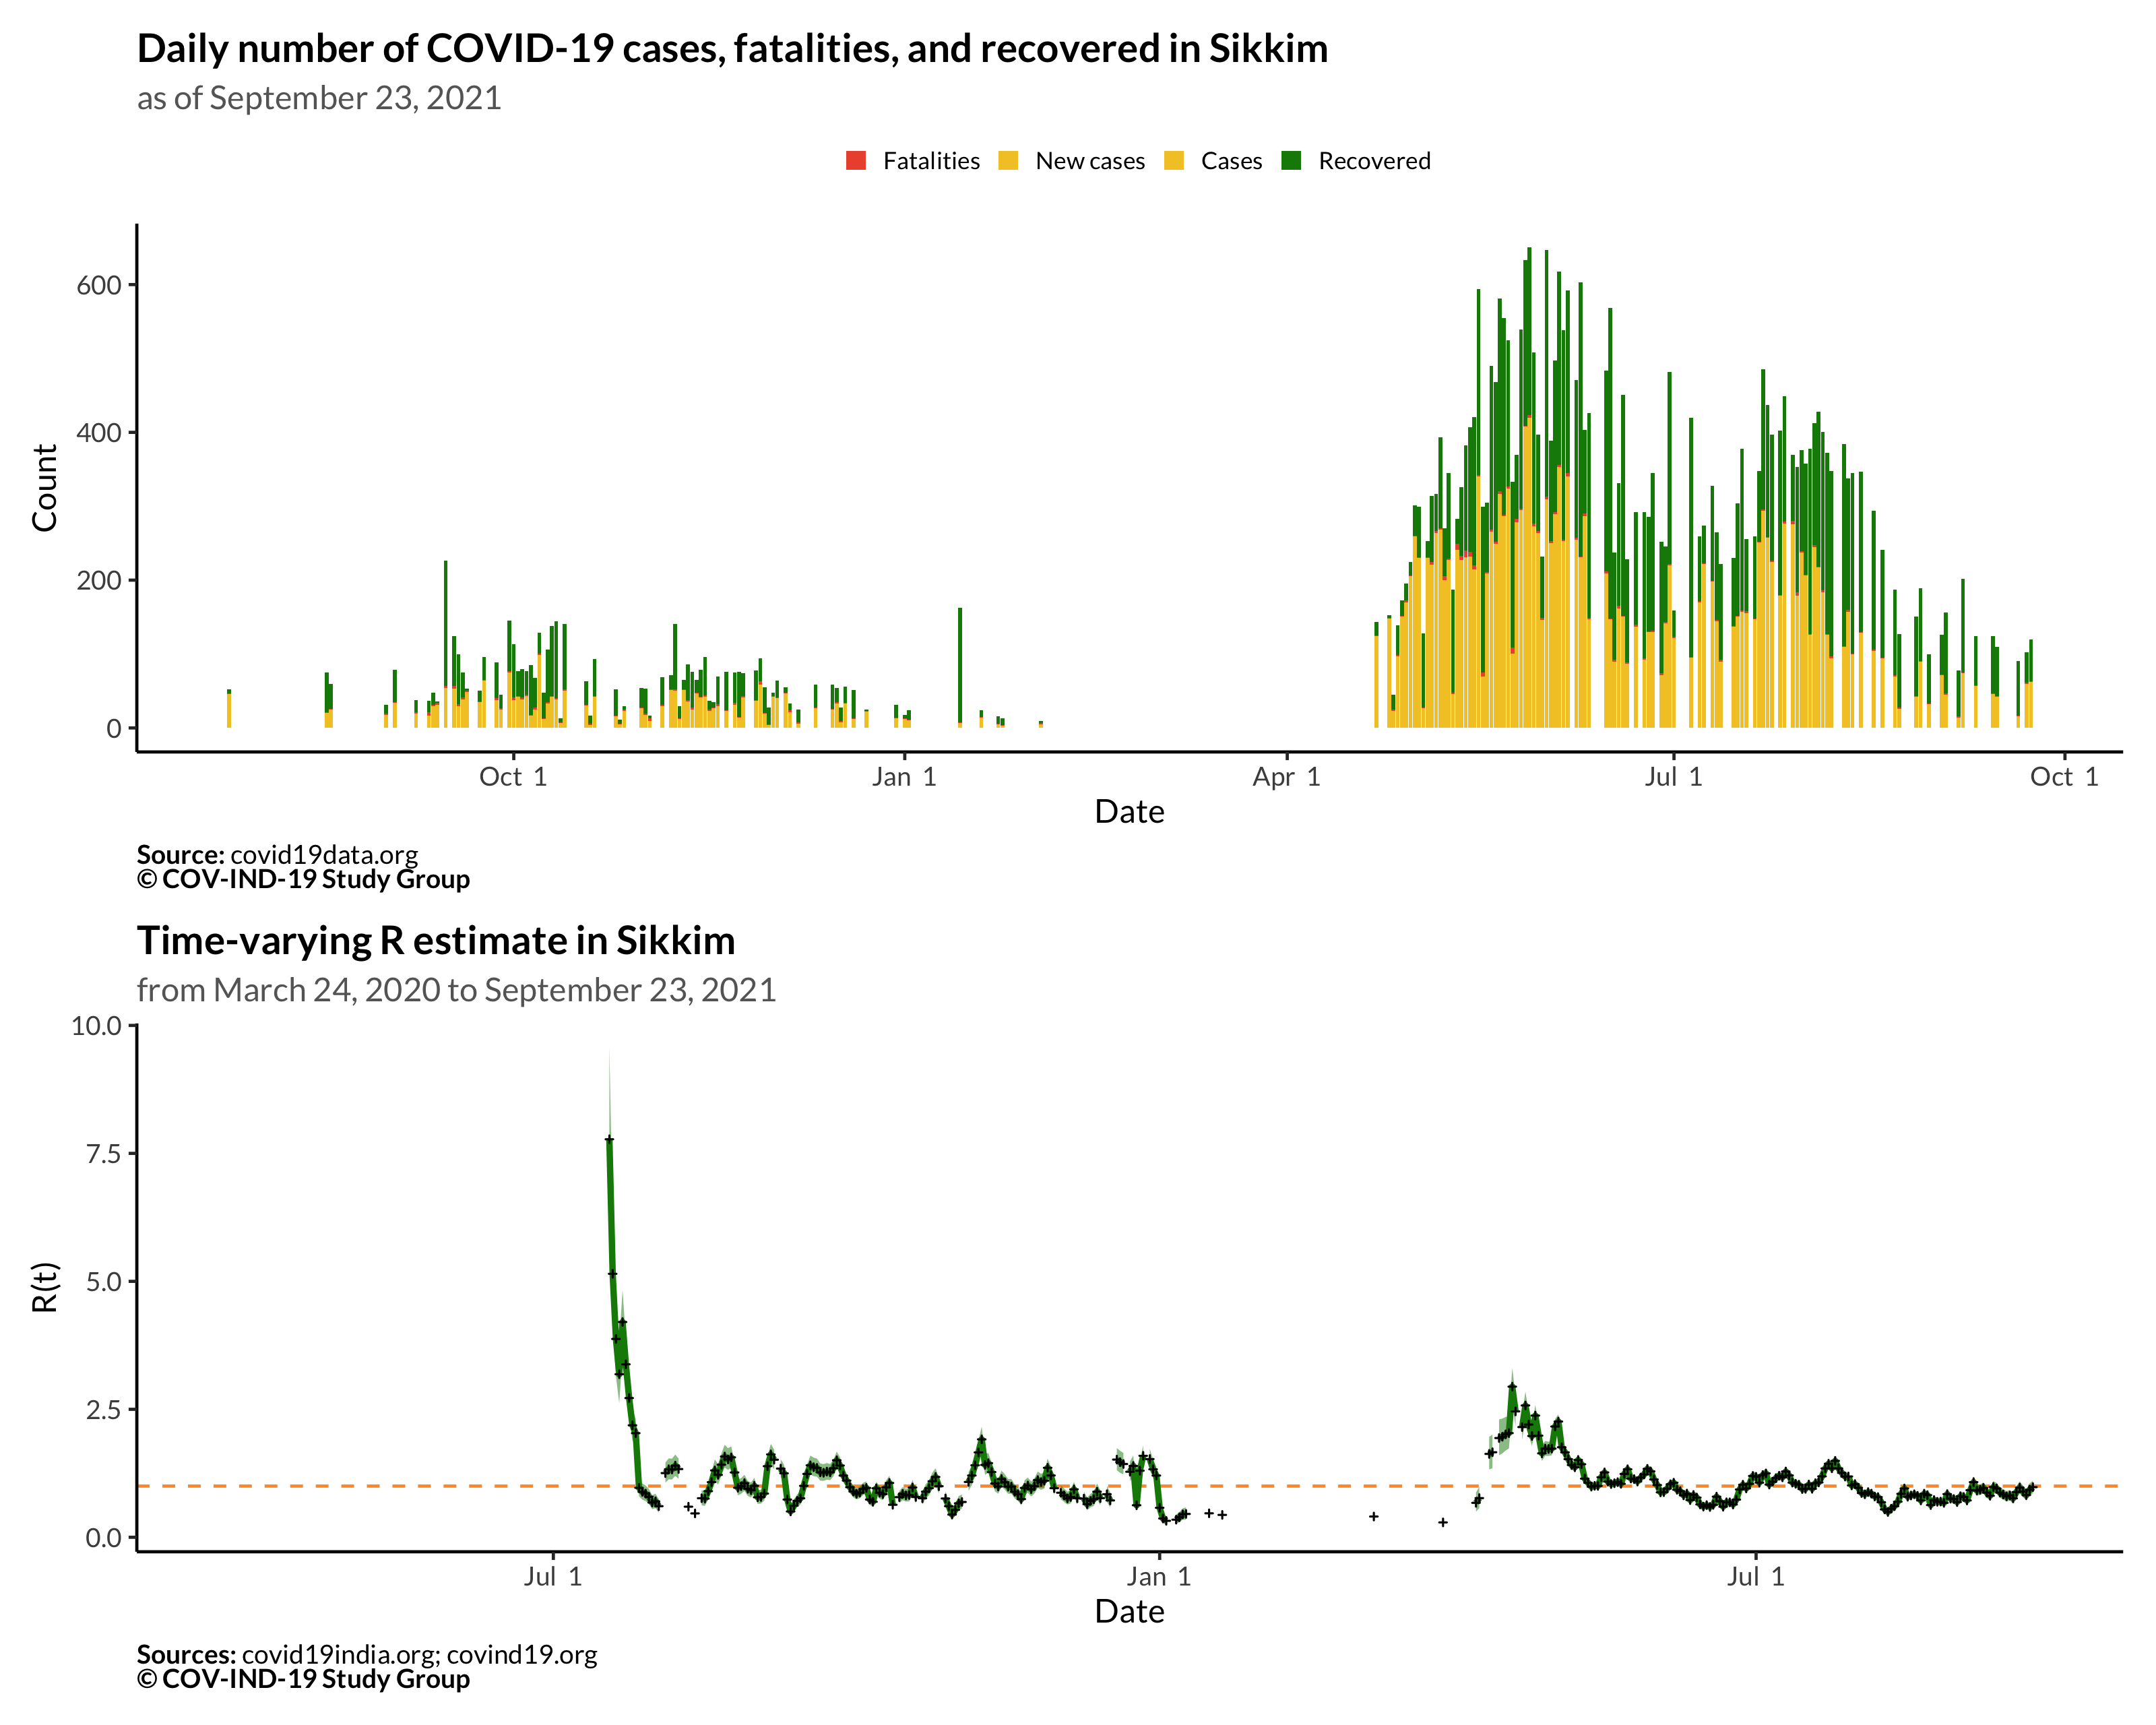 Daily number of COVID-19 cases, fatalities, and recovered in Sikkim
as of September 23, 2021
Fatalities New cases Cases Recovered
600
400
200
0
Count
Oct 1 Jan 1 Apr 1 Jul 1 Oct 1
Date
Source: covid19data.org
© COV-IND-19 Study Group
Time-varying R estimate in Sikkim
from March 24, 2020 to September 23, 2021
10.0
7.5
5.0
2.5
0.0
R(t)
Jul 1 Jan 1 Jul 1
Date
Sources: covid19india.org; covind19.org
© COV-IND-19 Study Group